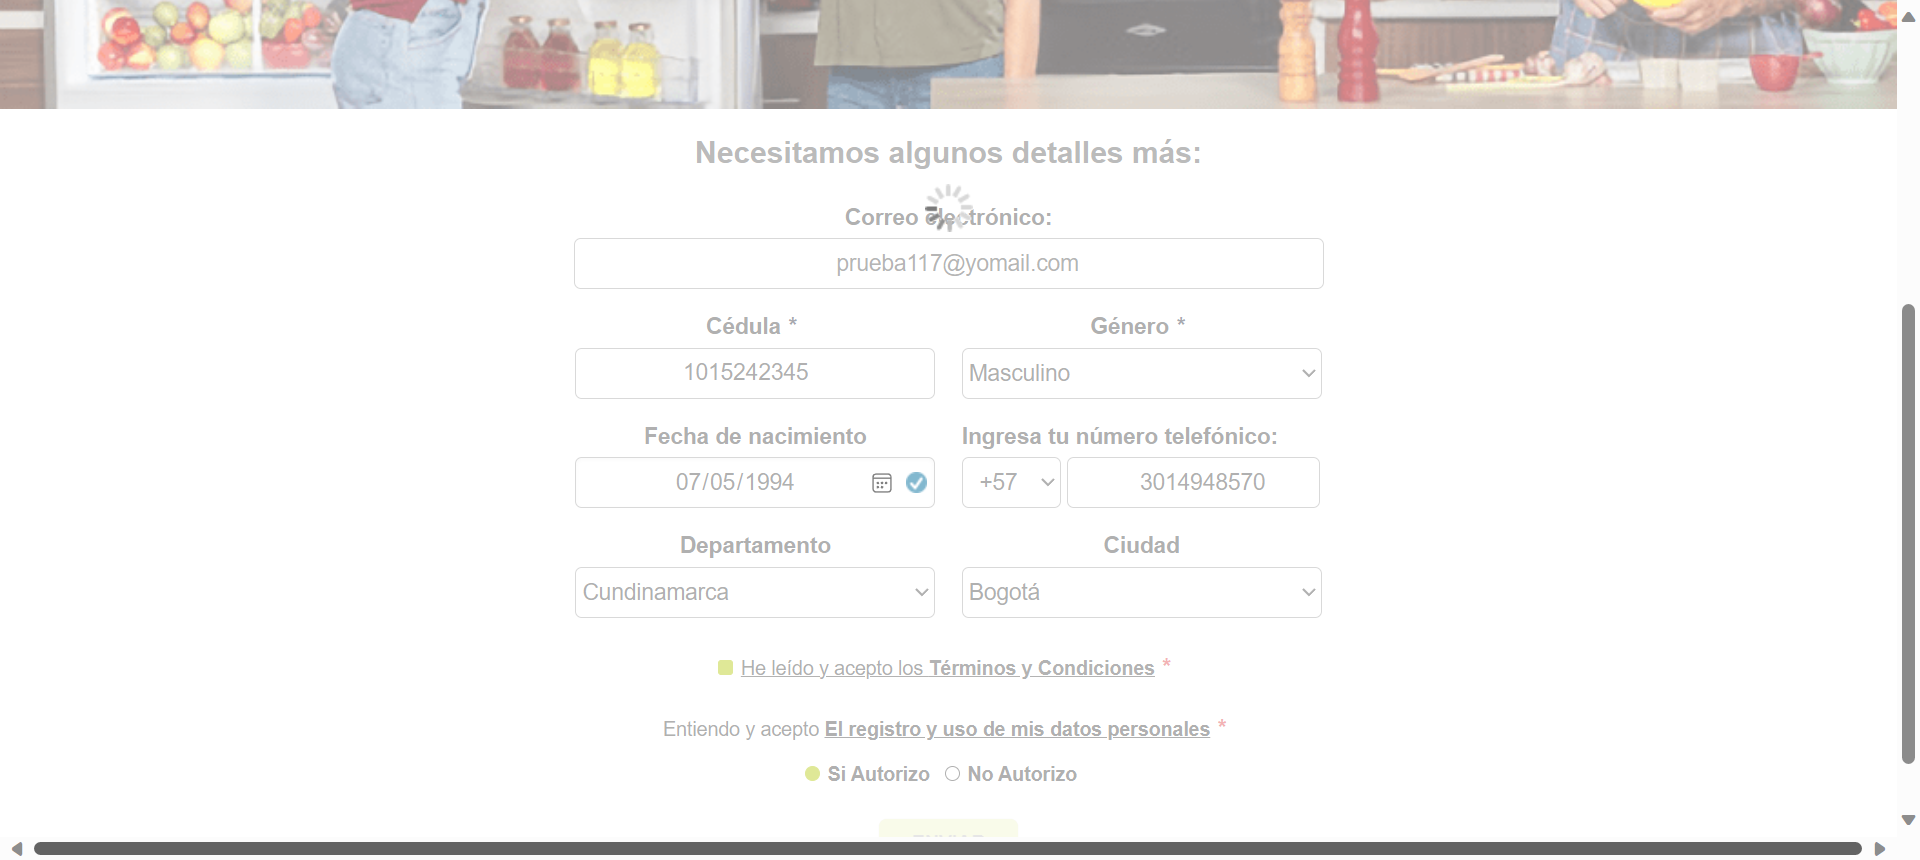 Necesitamos algunos detalles más:
Correo electrónico:
prueba117@yomail.com
Cédula * Género *
1015242345 Masculino
Fecha de nacimiento Ingresa tu número telefónico:
07/05/1994 +57 3014948570
Departamento Ciudad
Cundinamarca Bogotá
He leído y acepto los Términos y Condiciones *
Entiendo y acepto El registro y uso de mis datos personales *
Si Autorizo No Autorizo